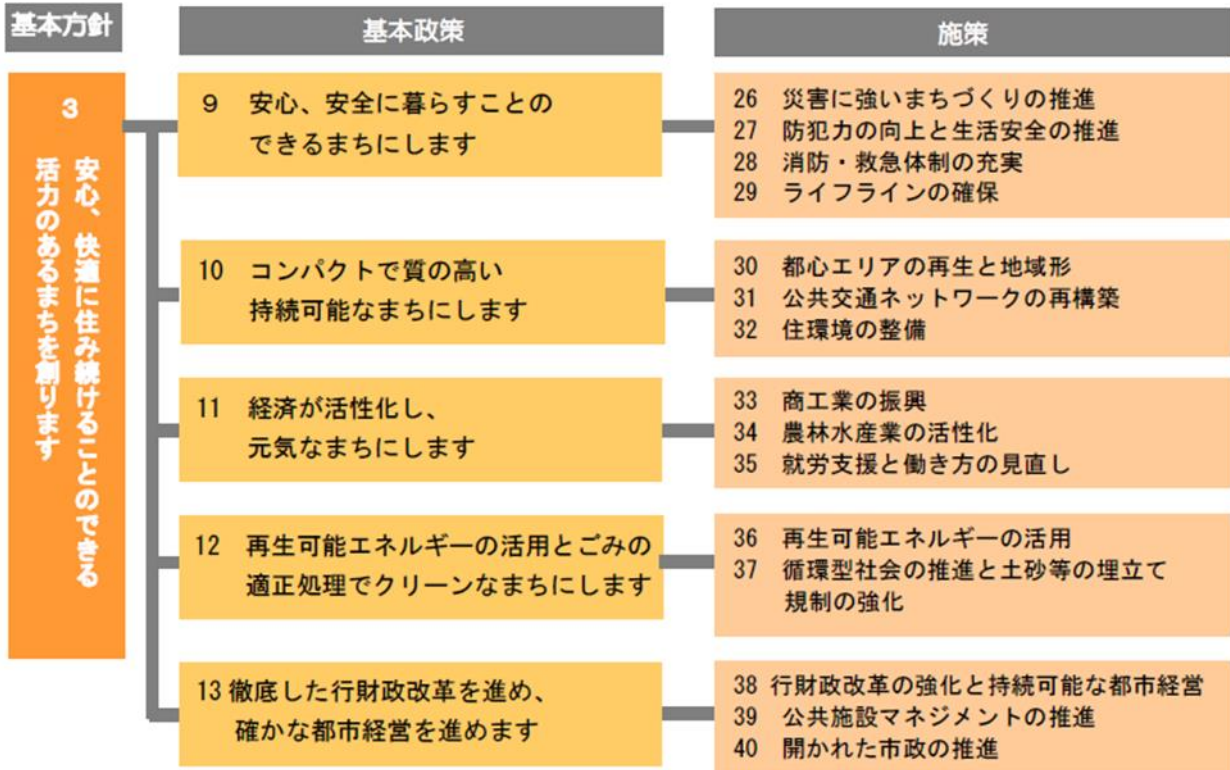 基本方針
基本政策
施策
3
安心、快適に住み続けることのできる
活力のあるまちを創ります
9 安心、安全に暮らすことの
できるまちにします
26 災害に強いまちづくりの推進
27 防犯力の向上と生活安全の推進
28 消防・救急体制の充実
29 ライフラインの確保
10 コンパクトで質の高い
持続可能なまちにします
30 都心エリアの再生と地域形
31 公共交通ネットワークの再構築
32 住環境の整備
11 経済が活性化し、
元気なまちにします
33 商工業の振興
34 農林水産業の活性化
35 就労支援と働き方の見直し
12 再生可能エネルギーの活用とごみの
適正処理でクリーンなまちにします
36 再生可能エネルギーの活用
37 循環型社会の推進と土砂等の埋立て
規制の強化
13 徹底した行財政改革を進め、
確かな都市経営を進めます
38 行財政改革の強化と持続可能な都市経営
39 公共施設マネジメントの推進
40 開かれた市政の推進